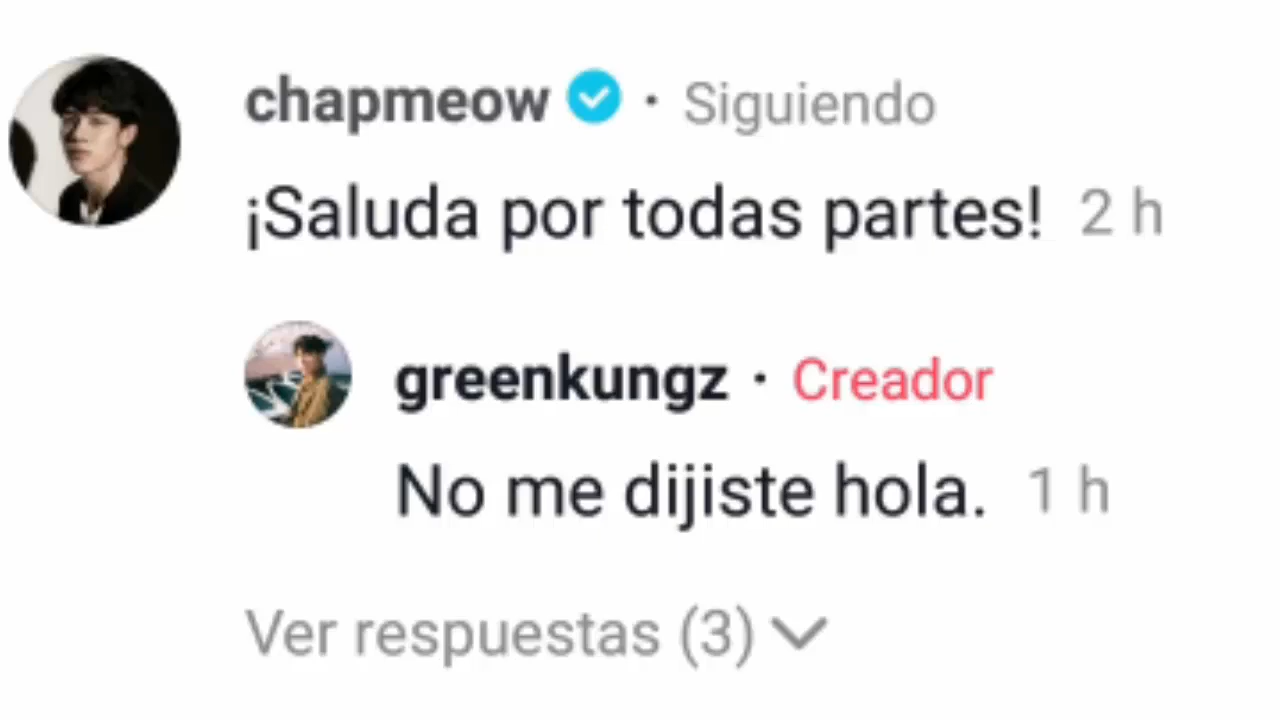 chapmeow · Siguiendo
¡Saluda por todas partes! 2 h
greenkungz · Creador
No me dijiste hola. 1 h
Ver respuestas (3)